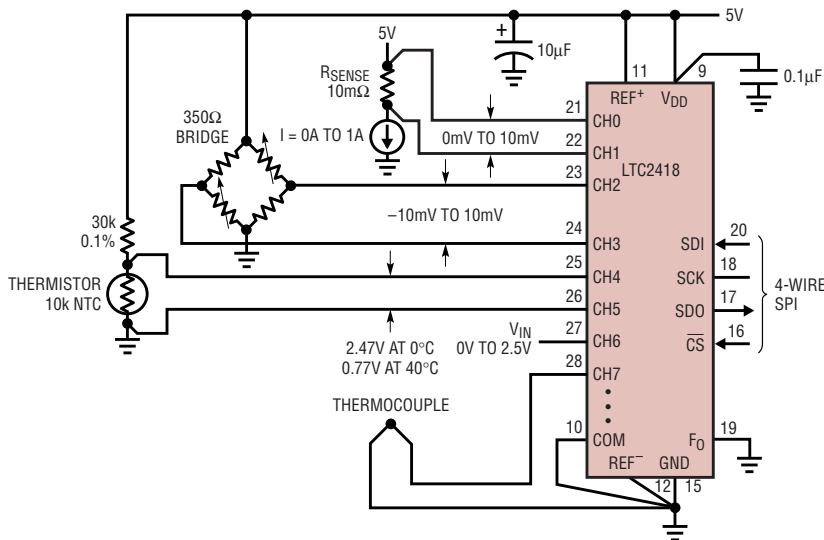 5V
5V
+
10µF
11
9
0.1µF
RSENSE
10mΩ
REF+
VDD
350Ω
BRIDGE
21
CH0
I = 0A TO 1A
0mV TO 10mV
22
CH1
LTC2418
23
CH2
–10mV TO 10mV
30k
0.1%
24
CH3
SDI
20
25
CH4
SCK
18
THERMISTOR
10k NTC
4-WIRE
SPI
26
CH5
SDO
17
VIN
0V TO 2.5V
27
CH6
CS
16
2.47V AT 0°C
0.77V AT 40°C
28
CH7
THERMOCOUPLE
10
COM
FO
19
REF–
GND
12
15